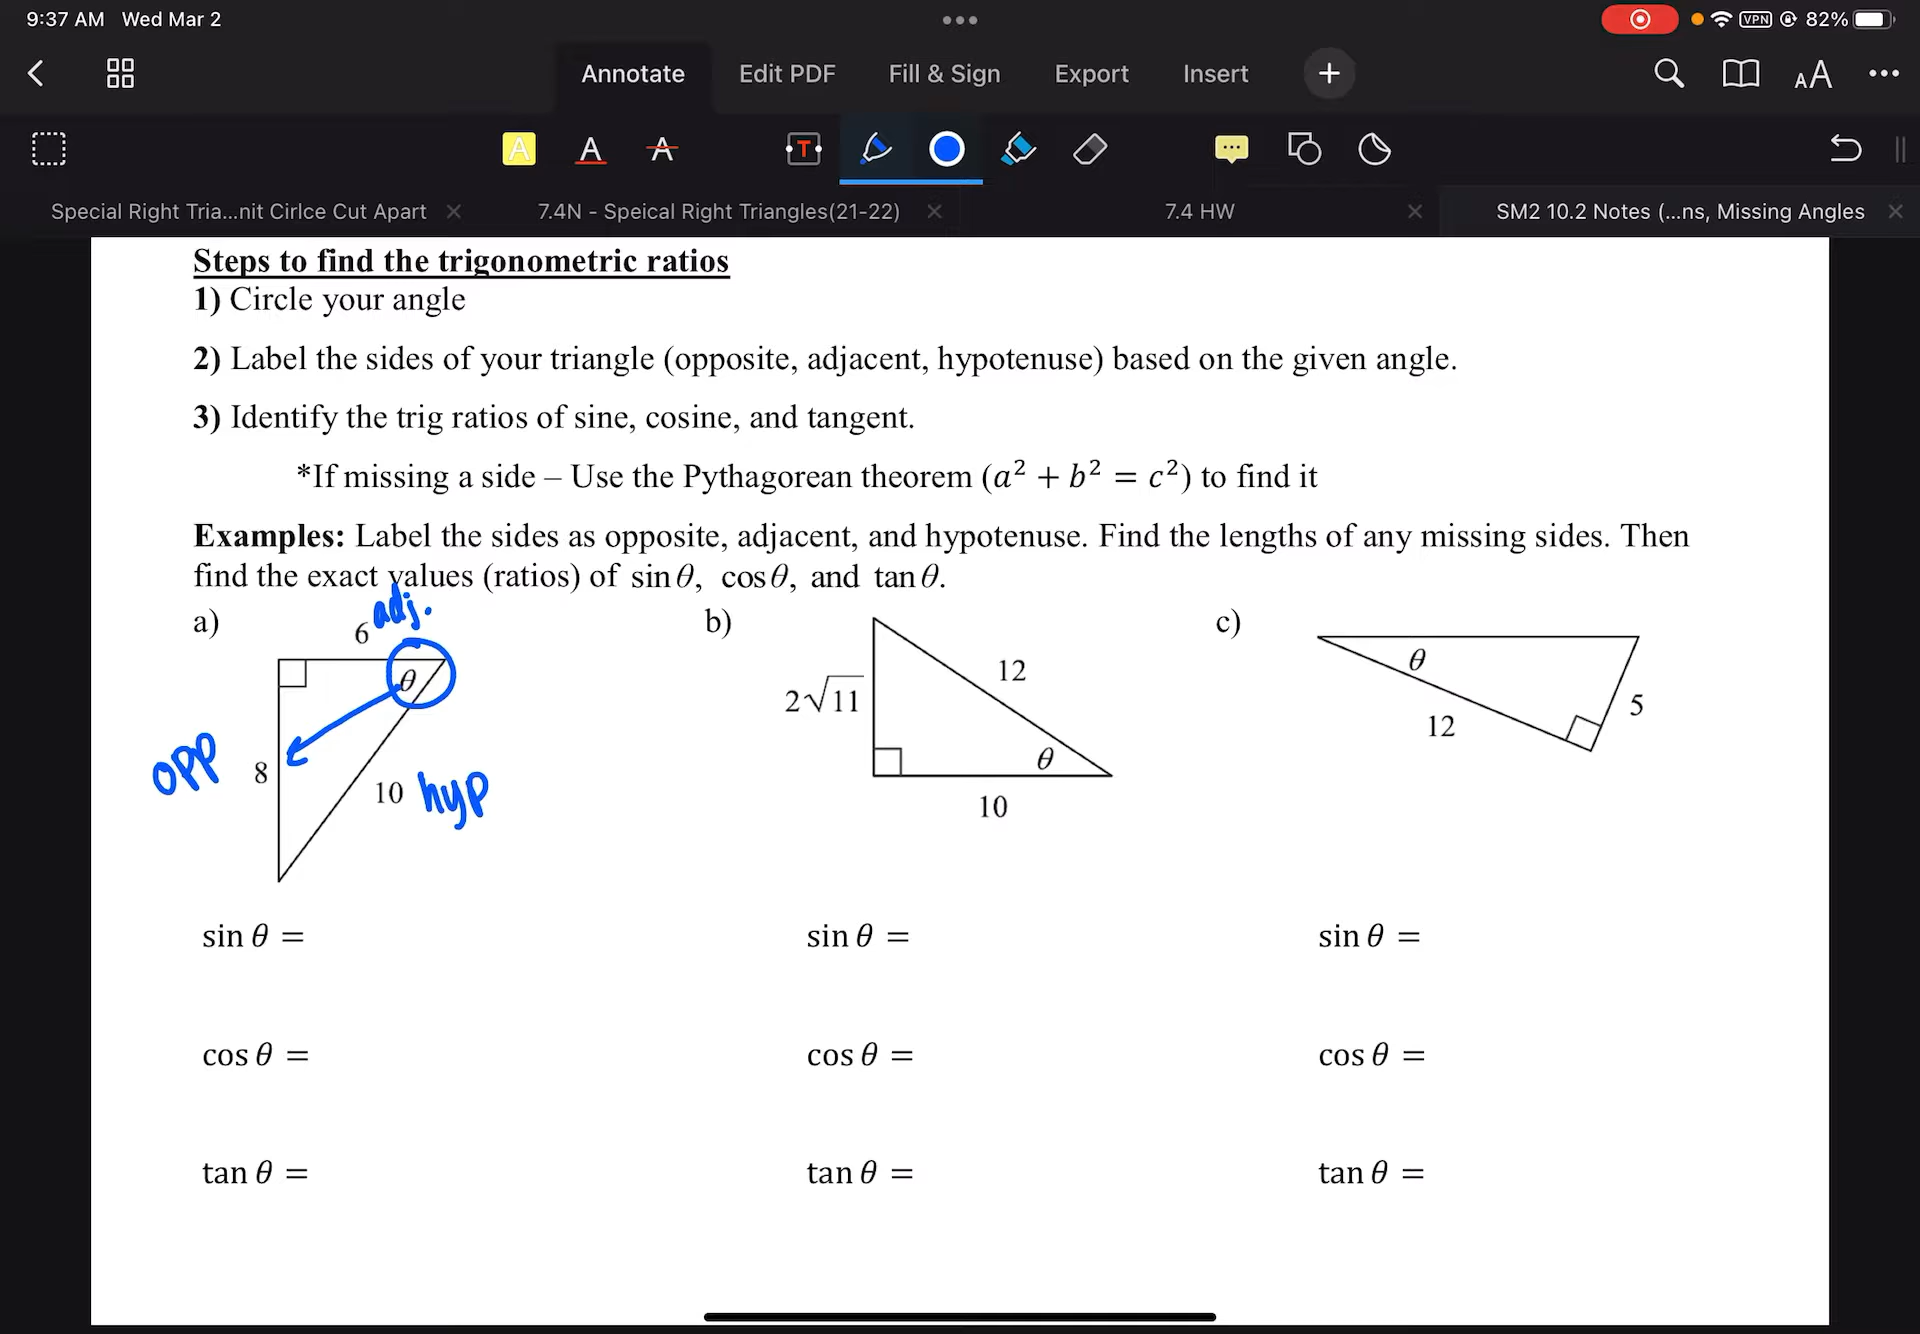 9:37 AM Wed Mar 2
VPN 82%
Annotate Edit PDF Fill & Sign Export Insert + AA
A A A T
Special Right Tria...nit Cirlce Cut Apart × 7.4N - Speical Right Triangles(21-22) × 7.4 HW × SM2 10.2 Notes (...ns, Missing Angles ×
Steps to find the trigonometric ratios
1) Circle your angle
2) Label the sides of your triangle (opposite, adjacent, hypotenuse) based on the given angle.
3) Identify the trig ratios of sine, cosine, and tangent.
*If missing a side – Use the Pythagorean theorem (a² + b² = c²) to find it
Examples: Label the sides as opposite, adjacent, and hypotenuse. Find the lengths of any missing sides. Then
find the exact values (ratios) of sin θ, cos θ, and tan θ.
a)
6 adj.
θ
opp 8
10 hyp
b)
12
2√11
θ
10
c)
θ
5
12
sin θ = sin θ = sin θ =
cos θ = cos θ = cos θ =
tan θ = tan θ = tan θ =